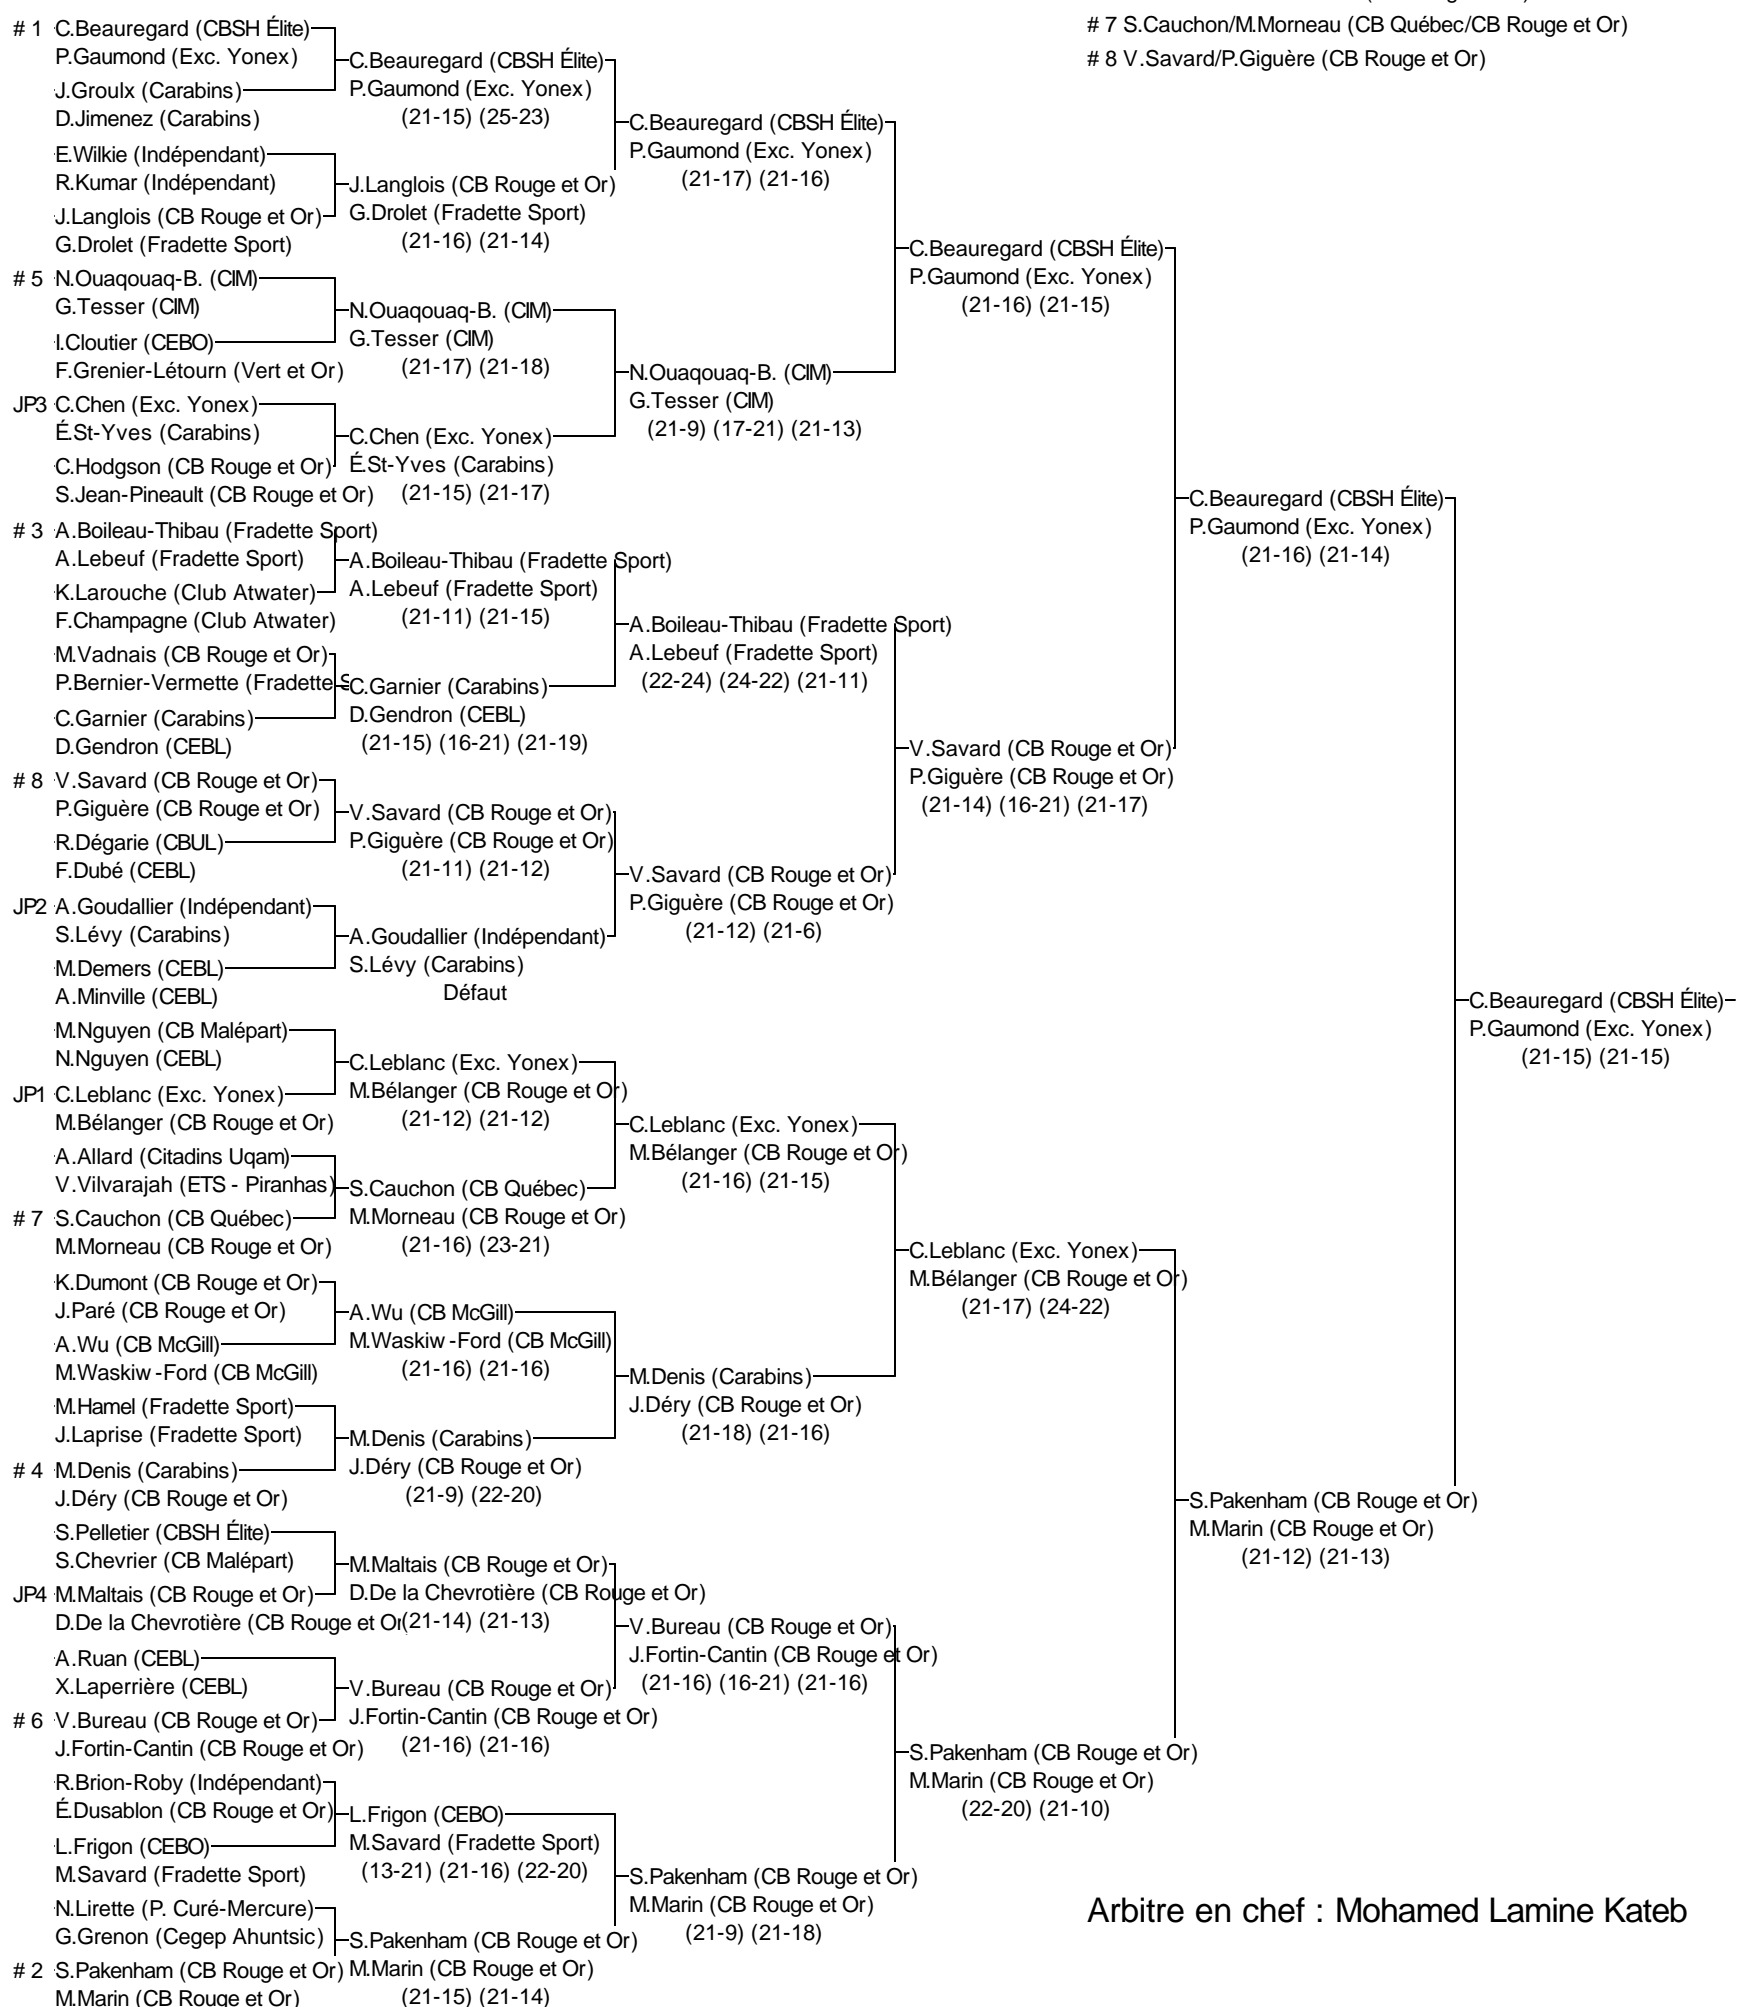 # 7 S.Cauchon/M.Morneau (CB Québec/CB Rouge et Or)
# 8 V.Savard/P.Giguère (CB Rouge et Or)
# 1 C.Beauregard (CBSH Élite)
P.Gaumond (Exc. Yonex)
J.Groulx (Carabins)
D.Jimenez (Carabins)
E.Wilkie (Indépendant)
R.Kumar (Indépendant)
J.Langlois (CB Rouge et Or)
G.Drolet (Fradette Sport)
# 5 N.Ouaqouaq-B. (CIM)
G.Tesser (CIM)
I.Cloutier (CEBO)
F.Grenier-Létourn (Vert et Or)
JP3 C.Chen (Exc. Yonex)
É.St-Yves (Carabins)
C.Hodgson (CB Rouge et Or)
S.Jean-Pineault (CB Rouge et Or)
# 3 A.Boileau-Thibau (Fradette Sport)
A.Lebeuf (Fradette Sport)
K.Larouche (Club Atwater)
F.Champagne (Club Atwater)
M.Vadnais (CB Rouge et Or)
P.Bernier-Vermette (Fradette S
C.Garnier (Carabins)
D.Gendron (CEBL)
# 8 V.Savard (CB Rouge et Or)
P.Giguère (CB Rouge et Or)
R.Dégarie (CBUL)
F.Dubé (CEBL)
JP2 A.Goudallier (Indépendant)
S.Lévy (Carabins)
M.Demers (CEBL)
A.Minville (CEBL)
M.Nguyen (CB Malépart)
N.Nguyen (CEBL)
JP1 C.Leblanc (Exc. Yonex)
M.Bélanger (CB Rouge et Or)
A.Allard (Citadins Uqam)
V.Vilvarajah (ETS - Piranhas)
# 7 S.Cauchon (CB Québec)
M.Morneau (CB Rouge et Or)
K.Dumont (CB Rouge et Or)
J.Paré (CB Rouge et Or)
A.Wu (CB McGill)
M.Waskiw-Ford (CB McGill)
M.Hamel (Fradette Sport)
J.Laprise (Fradette Sport)
# 4 M.Denis (Carabins)
J.Déry (CB Rouge et Or)
S.Pelletier (CBSH Élite)
S.Chevrier (CB Malépart)
JP4 M.Maltais (CB Rouge et Or)
D.De la Chevrotière (CB Rouge et Or
A.Ruan (CEBL)
X.Laperrière (CEBL)
# 6 V.Bureau (CB Rouge et Or)
J.Fortin-Cantin (CB Rouge et Or)
R.Brion-Roby (Indépendant)
É.Dusablon (CB Rouge et Or)
L.Frigon (CEBO)
M.Savard (Fradette Sport)
N.Lirette (P. Curé-Mercure)
G.Grenon (Cegep Ahuntsic)
# 2 S.Pakenham (CB Rouge et Or)
M.Marin (CB Rouge et Or)
C.Beauregard (CBSH Élite)
P.Gaumond (Exc. Yonex)
(21-15) (25-23)
J.Langlois (CB Rouge et Or)
G.Drolet (Fradette Sport)
(21-16) (21-14)
N.Ouaqouaq-B. (CIM)
G.Tesser (CIM)
(21-17) (21-18)
C.Chen (Exc. Yonex)
É.St-Yves (Carabins)
(21-15) (21-17)
A.Boileau-Thibau (Fradette Sport)
A.Lebeuf (Fradette Sport)
(21-11) (21-15)
C.Garnier (Carabins)
D.Gendron (CEBL)
(21-15) (16-21) (21-19)
V.Savard (CB Rouge et Or)
P.Giguère (CB Rouge et Or)
(21-11) (21-12)
A.Goudallier (Indépendant)
S.Lévy (Carabins)
Défaut
C.Leblanc (Exc. Yonex)
M.Bélanger (CB Rouge et Or)
(21-12) (21-12)
S.Cauchon (CB Québec)
M.Morneau (CB Rouge et Or)
(21-16) (23-21)
A.Wu (CB McGill)
M.Waskiw-Ford (CB McGill)
(21-16) (21-16)
M.Denis (Carabins)
J.Déry (CB Rouge et Or)
(21-9) (22-20)
M.Maltais (CB Rouge et Or)
D.De la Chevrotière (CB Rouge et Or)
(21-14) (21-13)
V.Bureau (CB Rouge et Or)
J.Fortin-Cantin (CB Rouge et Or)
(21-16) (21-16)
L.Frigon (CEBO)
M.Savard (Fradette Sport)
(13-21) (21-16) (22-20)
S.Pakenham (CB Rouge et Or)
M.Marin (CB Rouge et Or)
(21-15) (21-14)
C.Beauregard (CBSH Élite)
P.Gaumond (Exc. Yonex)
(21-17) (21-16)
N.Ouaqouaq-B. (CIM)
G.Tesser (CIM)
(21-9) (17-21) (21-13)
A.Boileau-Thibau (Fradette Sport)
A.Lebeuf (Fradette Sport)
(22-24) (24-22) (21-11)
V.Savard (CB Rouge et Or)
P.Giguère (CB Rouge et Or)
(21-12) (21-6)
C.Leblanc (Exc. Yonex)
M.Bélanger (CB Rouge et Or)
(21-16) (21-15)
M.Denis (Carabins)
J.Déry (CB Rouge et Or)
(21-18) (21-16)
V.Bureau (CB Rouge et Or)
J.Fortin-Cantin (CB Rouge et Or)
(21-16) (16-21) (21-16)
S.Pakenham (CB Rouge et Or)
M.Marin (CB Rouge et Or)
(21-9) (21-18)
C.Beauregard (CBSH Élite)
P.Gaumond (Exc. Yonex)
(21-16) (21-15)
V.Savard (CB Rouge et Or)
P.Giguère (CB Rouge et Or)
(21-14) (16-21) (21-17)
C.Leblanc (Exc. Yonex)
M.Bélanger (CB Rouge et Or)
(21-17) (24-22)
S.Pakenham (CB Rouge et Or)
M.Marin (CB Rouge et Or)
(22-20) (21-10)
C.Beauregard (CBSH Élite)
P.Gaumond (Exc. Yonex)
(21-16) (21-14)
S.Pakenham (CB Rouge et Or)
M.Marin (CB Rouge et Or)
(21-12) (21-13)
C.Beauregard (CBSH Élite)
P.Gaumond (Exc. Yonex)
(21-15) (21-15)
Arbitre en chef : Mohamed Lamine Kateb